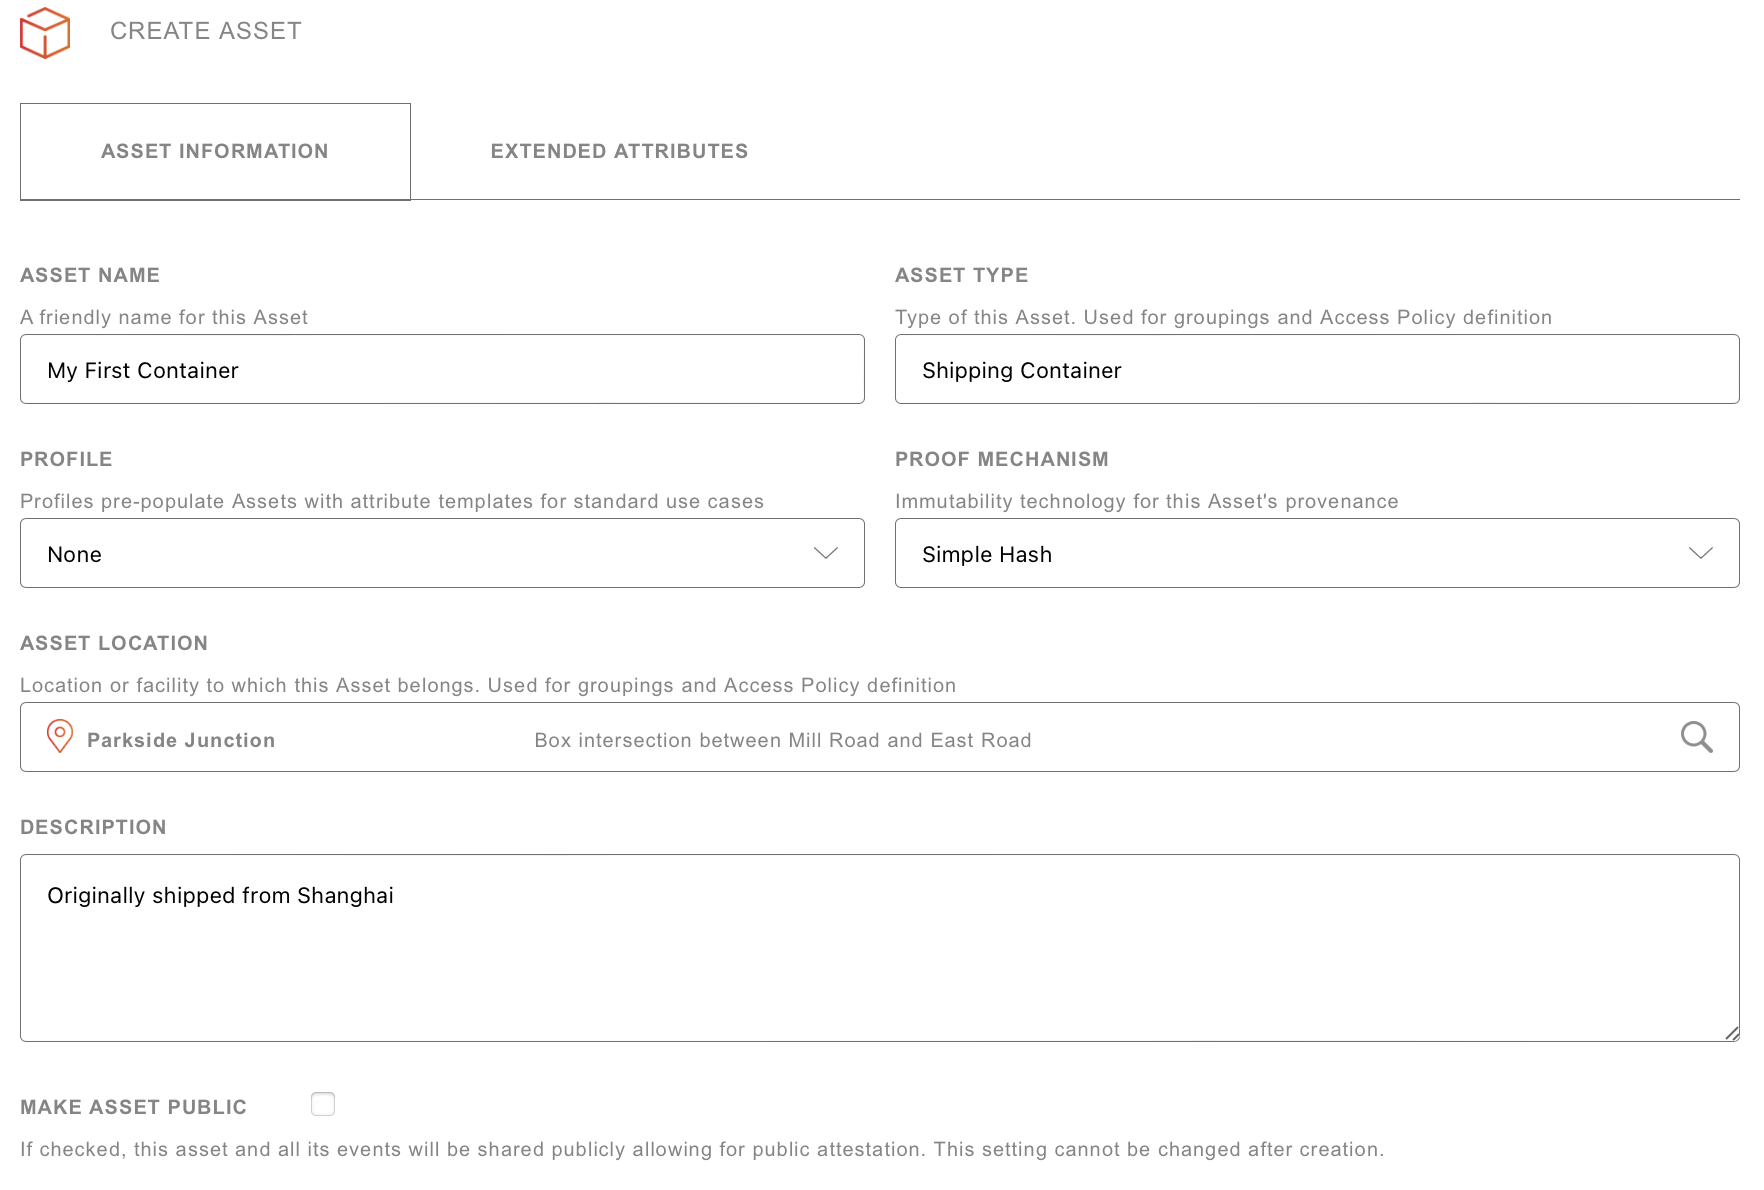 CREATE ASSET
ASSET INFORMATION
EXTENDED ATTRIBUTES
ASSET NAME
A friendly name for this Asset
My First Container
ASSET TYPE
Type of this Asset. Used for groupings and Access Policy definition
Shipping Container
PROFILE
Profiles pre-populate Assets with attribute templates for standard use cases
None
PROOF MECHANISM
Immutability technology for this Asset's provenance
Simple Hash
ASSET LOCATION
Location or facility to which this Asset belongs. Used for groupings and Access Policy definition
Parkside Junction
Box intersection between Mill Road and East Road
DESCRIPTION
Originally shipped from Shanghai
MAKE ASSET PUBLIC
If checked, this asset and all its events will be shared publicly allowing for public attestation. This setting cannot be changed after creation.